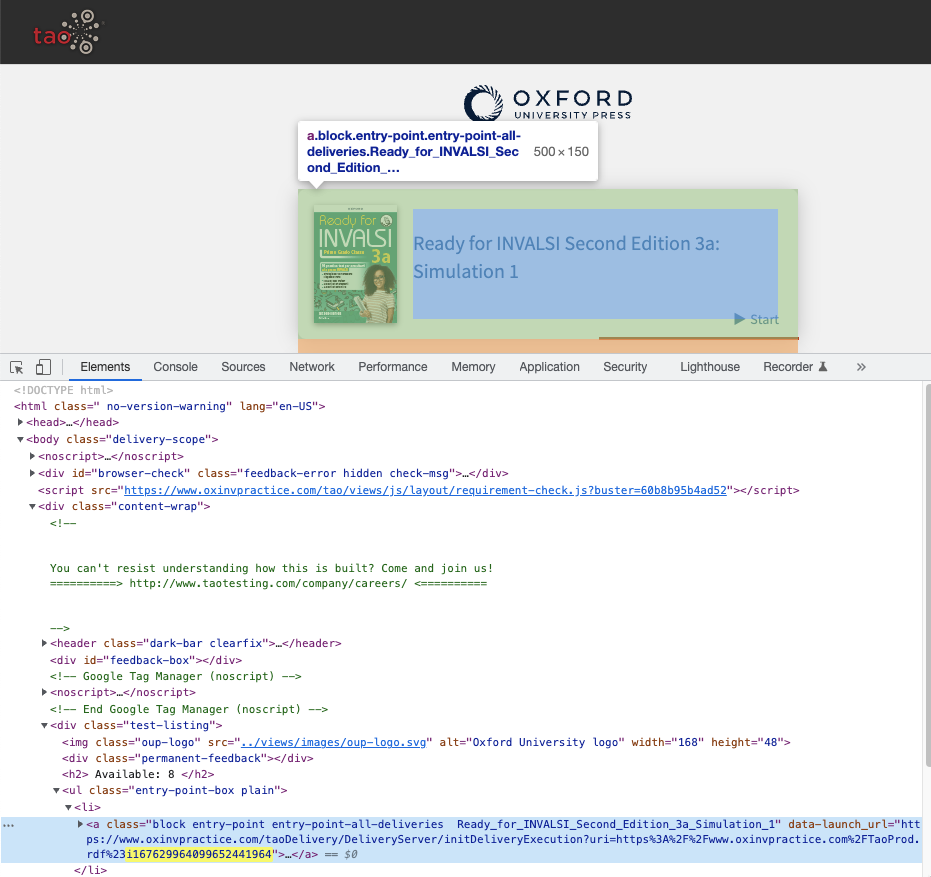 tao
OXFORD
UNIVERSITY PRESS
a.block.entry-point.entry-point-all-
deliveries.Ready_for_INVALSI_Sec
ond_Edition_… 500 × 150
Ready for
INVALSI
3a
Ready for INVALSI Second Edition 3a:
Simulation 1
Start
Elements Console Sources Network Performance Memory Application Security Lighthouse Recorder »
<!DOCTYPE html>
<html class=" no-version-warning" lang="en-US">
<head>…</head>
<body class="delivery-scope">
<noscript>…</noscript>
<div id="browser-check" class="feedback-error hidden check-msg">…</div>
<script src="https://www.oxinvpractice.com/tao/views/js/layout/requirement-check.js?buster=60b8b95b4ad52"></script>
<div class="content-wrap">
<!--
You can't resist understanding how this is built? Come and join us!
==========> http://www.taotesting.com/company/careers/ <==========
-->
<header class="dark-bar clearfix">…</header>
<div id="feedback-box"></div>
<!-- Google Tag Manager (noscript) -->
<noscript>…</noscript>
<!-- End Google Tag Manager (noscript) -->
<div class="test-listing">
<img class="oup-logo" src="../views/images/oup-logo.svg" alt="Oxford University logo" width="168" height="48">
<div class="permanent-feedback"></div>
<h2> Available: 8 </h2>
<ul class="entry-point-box plain">
<li>
<a class="block entry-point entry-point-all-deliveries  Ready_for_INVALSI_Second_Edition_3a_Simulation_1" data-launch_url="htt
ps://www.oxinvpractice.com/taoDelivery/DeliveryServer/initDeliveryExecution?uri=https%3A%2F%2Fwww.oxinvpractice.com%2FTaoProd.
rdf%23i167629964099652441964">…</a> == $0
</li>